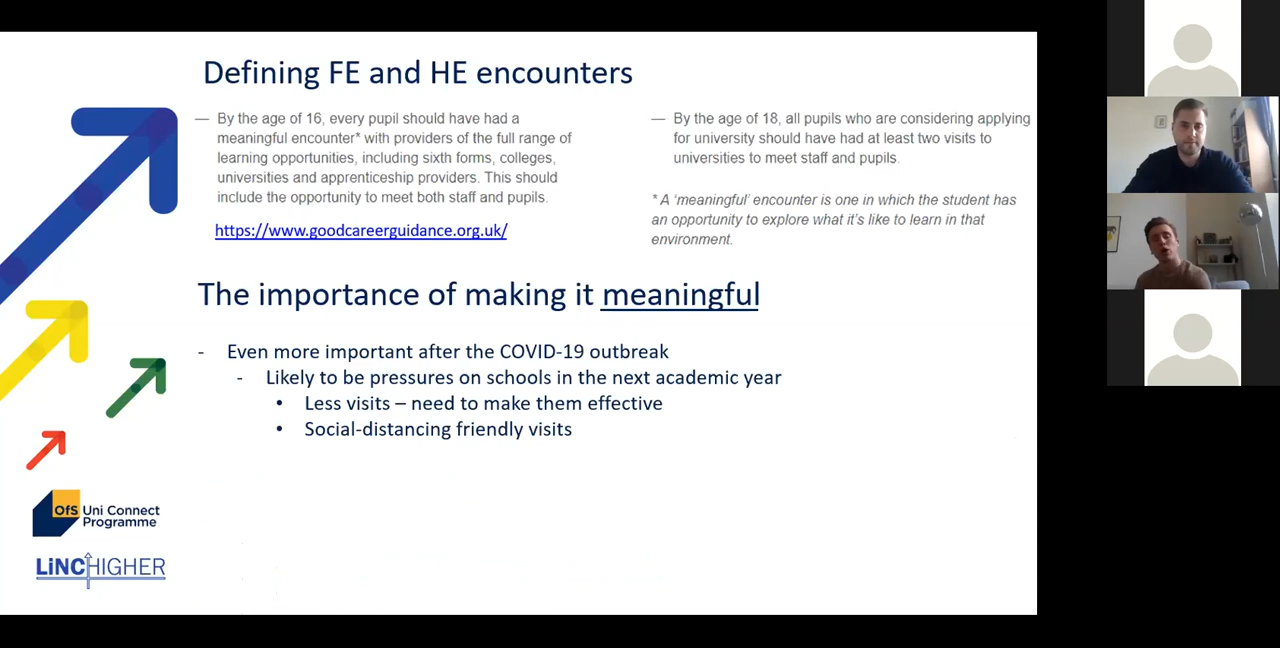 Defining FE and HE encounters
— By the age of 16, every pupil should have had a
meaningful encounter* with providers of the full range of
learning opportunities, including sixth forms, colleges,
universities and apprenticeship providers. This should
include the opportunity to meet both staff and pupils.
https://www.goodcareerguidance.org.uk/
— By the age of 18, all pupils who are considering applying
for university should have had at least two visits to
universities to meet staff and pupils.
* A ‘meaningful’ encounter is one in which the student has
an opportunity to explore what it’s like to learn in that
environment.
The importance of making it meaningful
- Even more important after the COVID-19 outbreak
- Likely to be pressures on schools in the next academic year
• Less visits – need to make them effective
• Social-distancing friendly visits
OfS Uni Connect
Programme
LiNCHIGHER